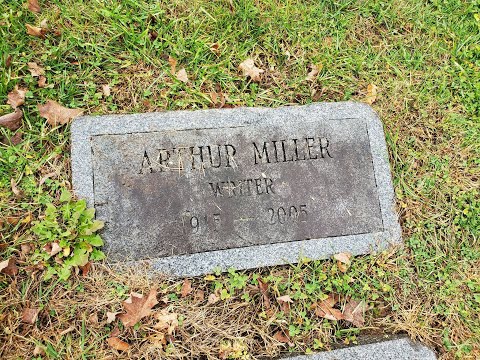 ARTHUR MILLER
WRITER
1915 — 2005